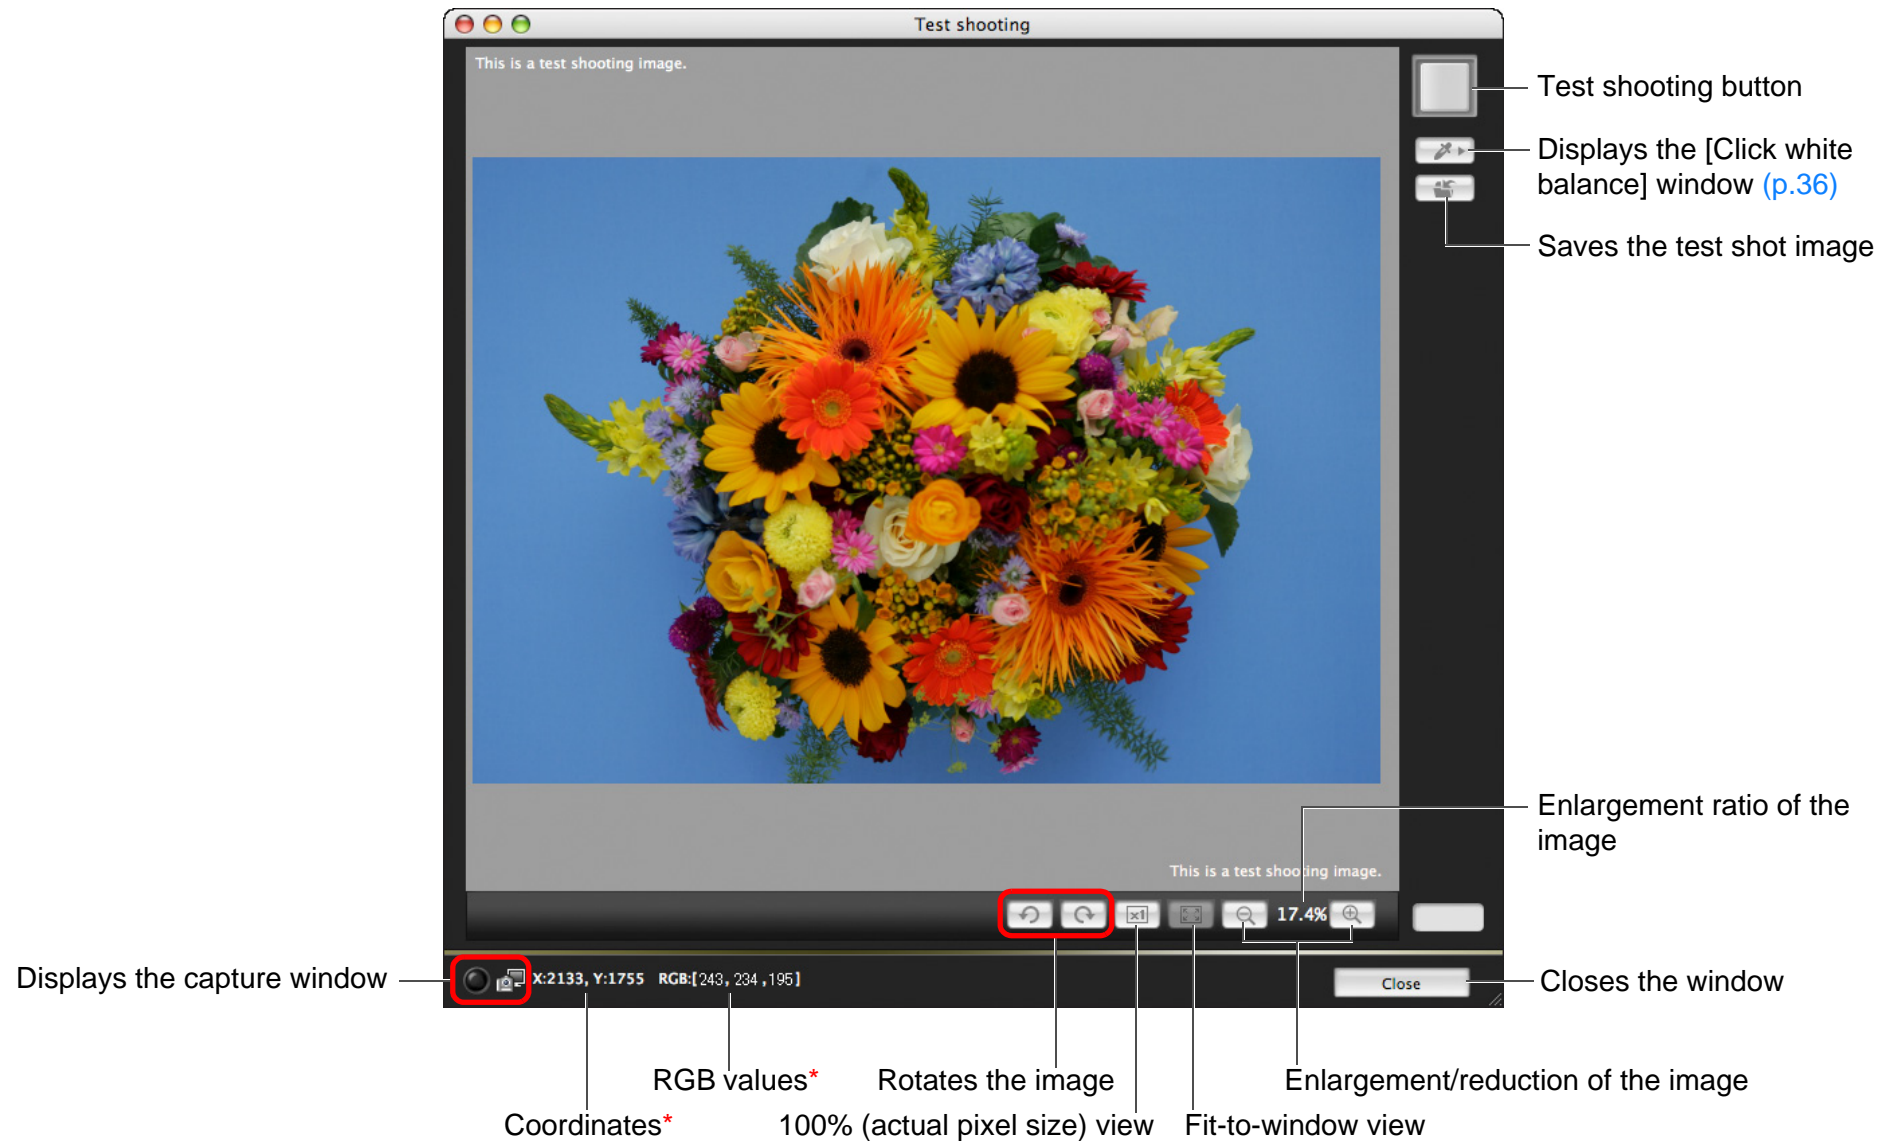 Test shooting
This is a test shooting image.
Test shooting button
Displays the [Click white
balance] window (p.36)
Saves the test shot image
Enlargement ratio of the
image
This is a test shooting image.
x1
17.4%
Displays the capture window
X:2133, Y:1755 RGB:[243, 234 ,195]
Close
Closes the window
RGB values*
Rotates the image
Enlargement/reduction of the image
Coordinates*
100% (actual pixel size) view
Fit-to-window view